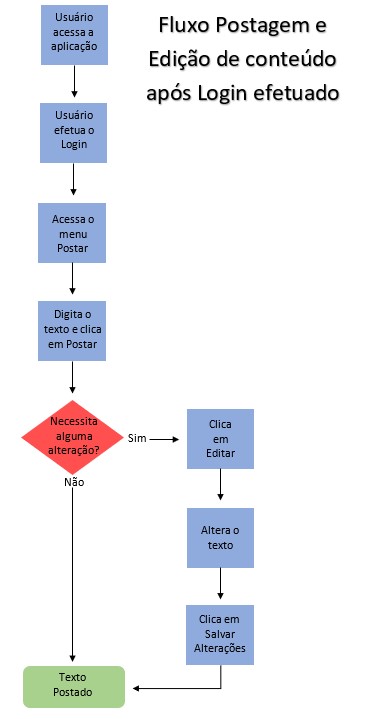 Fluxo Postagem e
Edição de conteúdo
após Login efetuado
Usuário
acessa a
aplicação
Usuário
efetua o
Login
Acessa o
menu
Postar
Digita o
texto e clica
em Postar
Necessita
alguma
alteração?
Sim
Não
Clica
em
Editar
Altera o
texto
Clica em
Salvar
Alterações
Texto
Postado